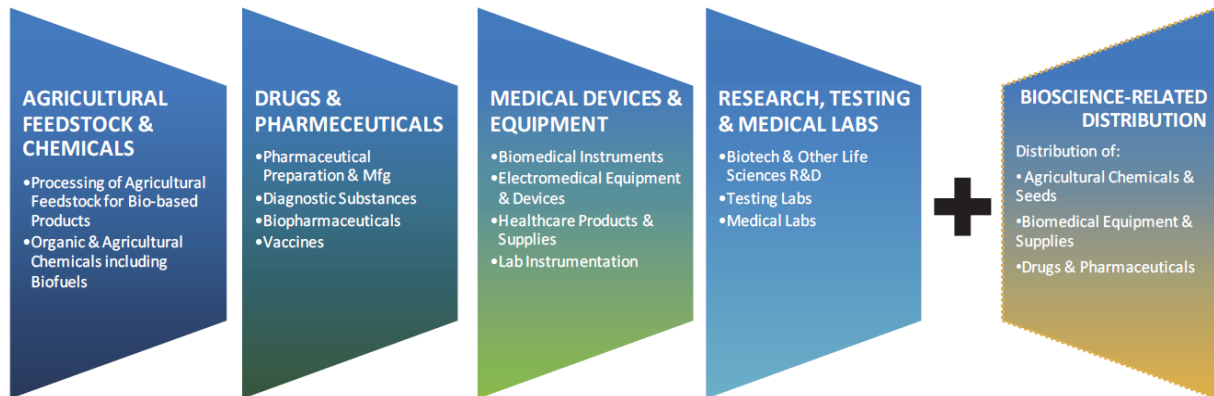 AGRICULTURAL
FEEDSTOCK &
CHEMICALS
•Processing of Agricultural
Feedstock for Bio-based
Products
•Organic & Agricultural
Chemicals including
Biofuels
DRUGS &
PHARMECEUTICALS
•Pharmaceutical
Preparation & Mfg
•Diagnostic Substances
•Biopharmaceuticals
•Vaccines
MEDICAL DEVICES &
EQUIPMENT
•Biomedical Instruments
•Electromedical Equipment
& Devices
•Healthcare Products &
Supplies
•Lab Instrumentation
RESEARCH, TESTING
& MEDICAL LABS
•Biotech & Other Life
Sciences R&D
•Testing Labs
•Medical Labs
BIOSCIENCE-RELATED
DISTRIBUTION
Distribution of:
•Agricultural Chemicals &
Seeds
•Biomedical Equipment &
Supplies
•Drugs & Pharmaceuticals